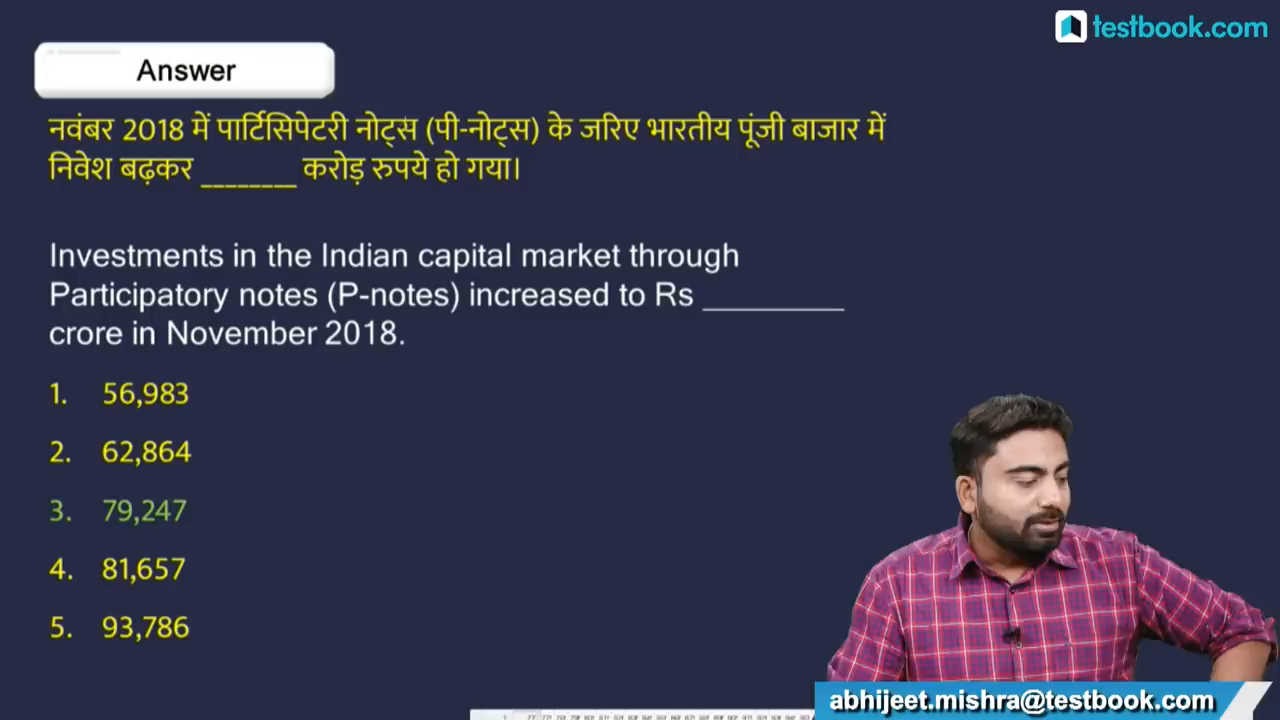 testbook.com
Answer
नवंबर 2018 में पार्टिसिपेटरी नोट्स (पी-नोट्स) के जरिए भारतीय पूंजी बाजार में
निवेश बढ़कर ________ करोड़ रुपये हो गया।
Investments in the Indian capital market through
Participatory notes (P-notes) increased to Rs ________
crore in November 2018.
1. 56,983
2. 62,864
3. 79,247
4. 81,657
5. 93,786
abhijeet.mishra@testbook.com